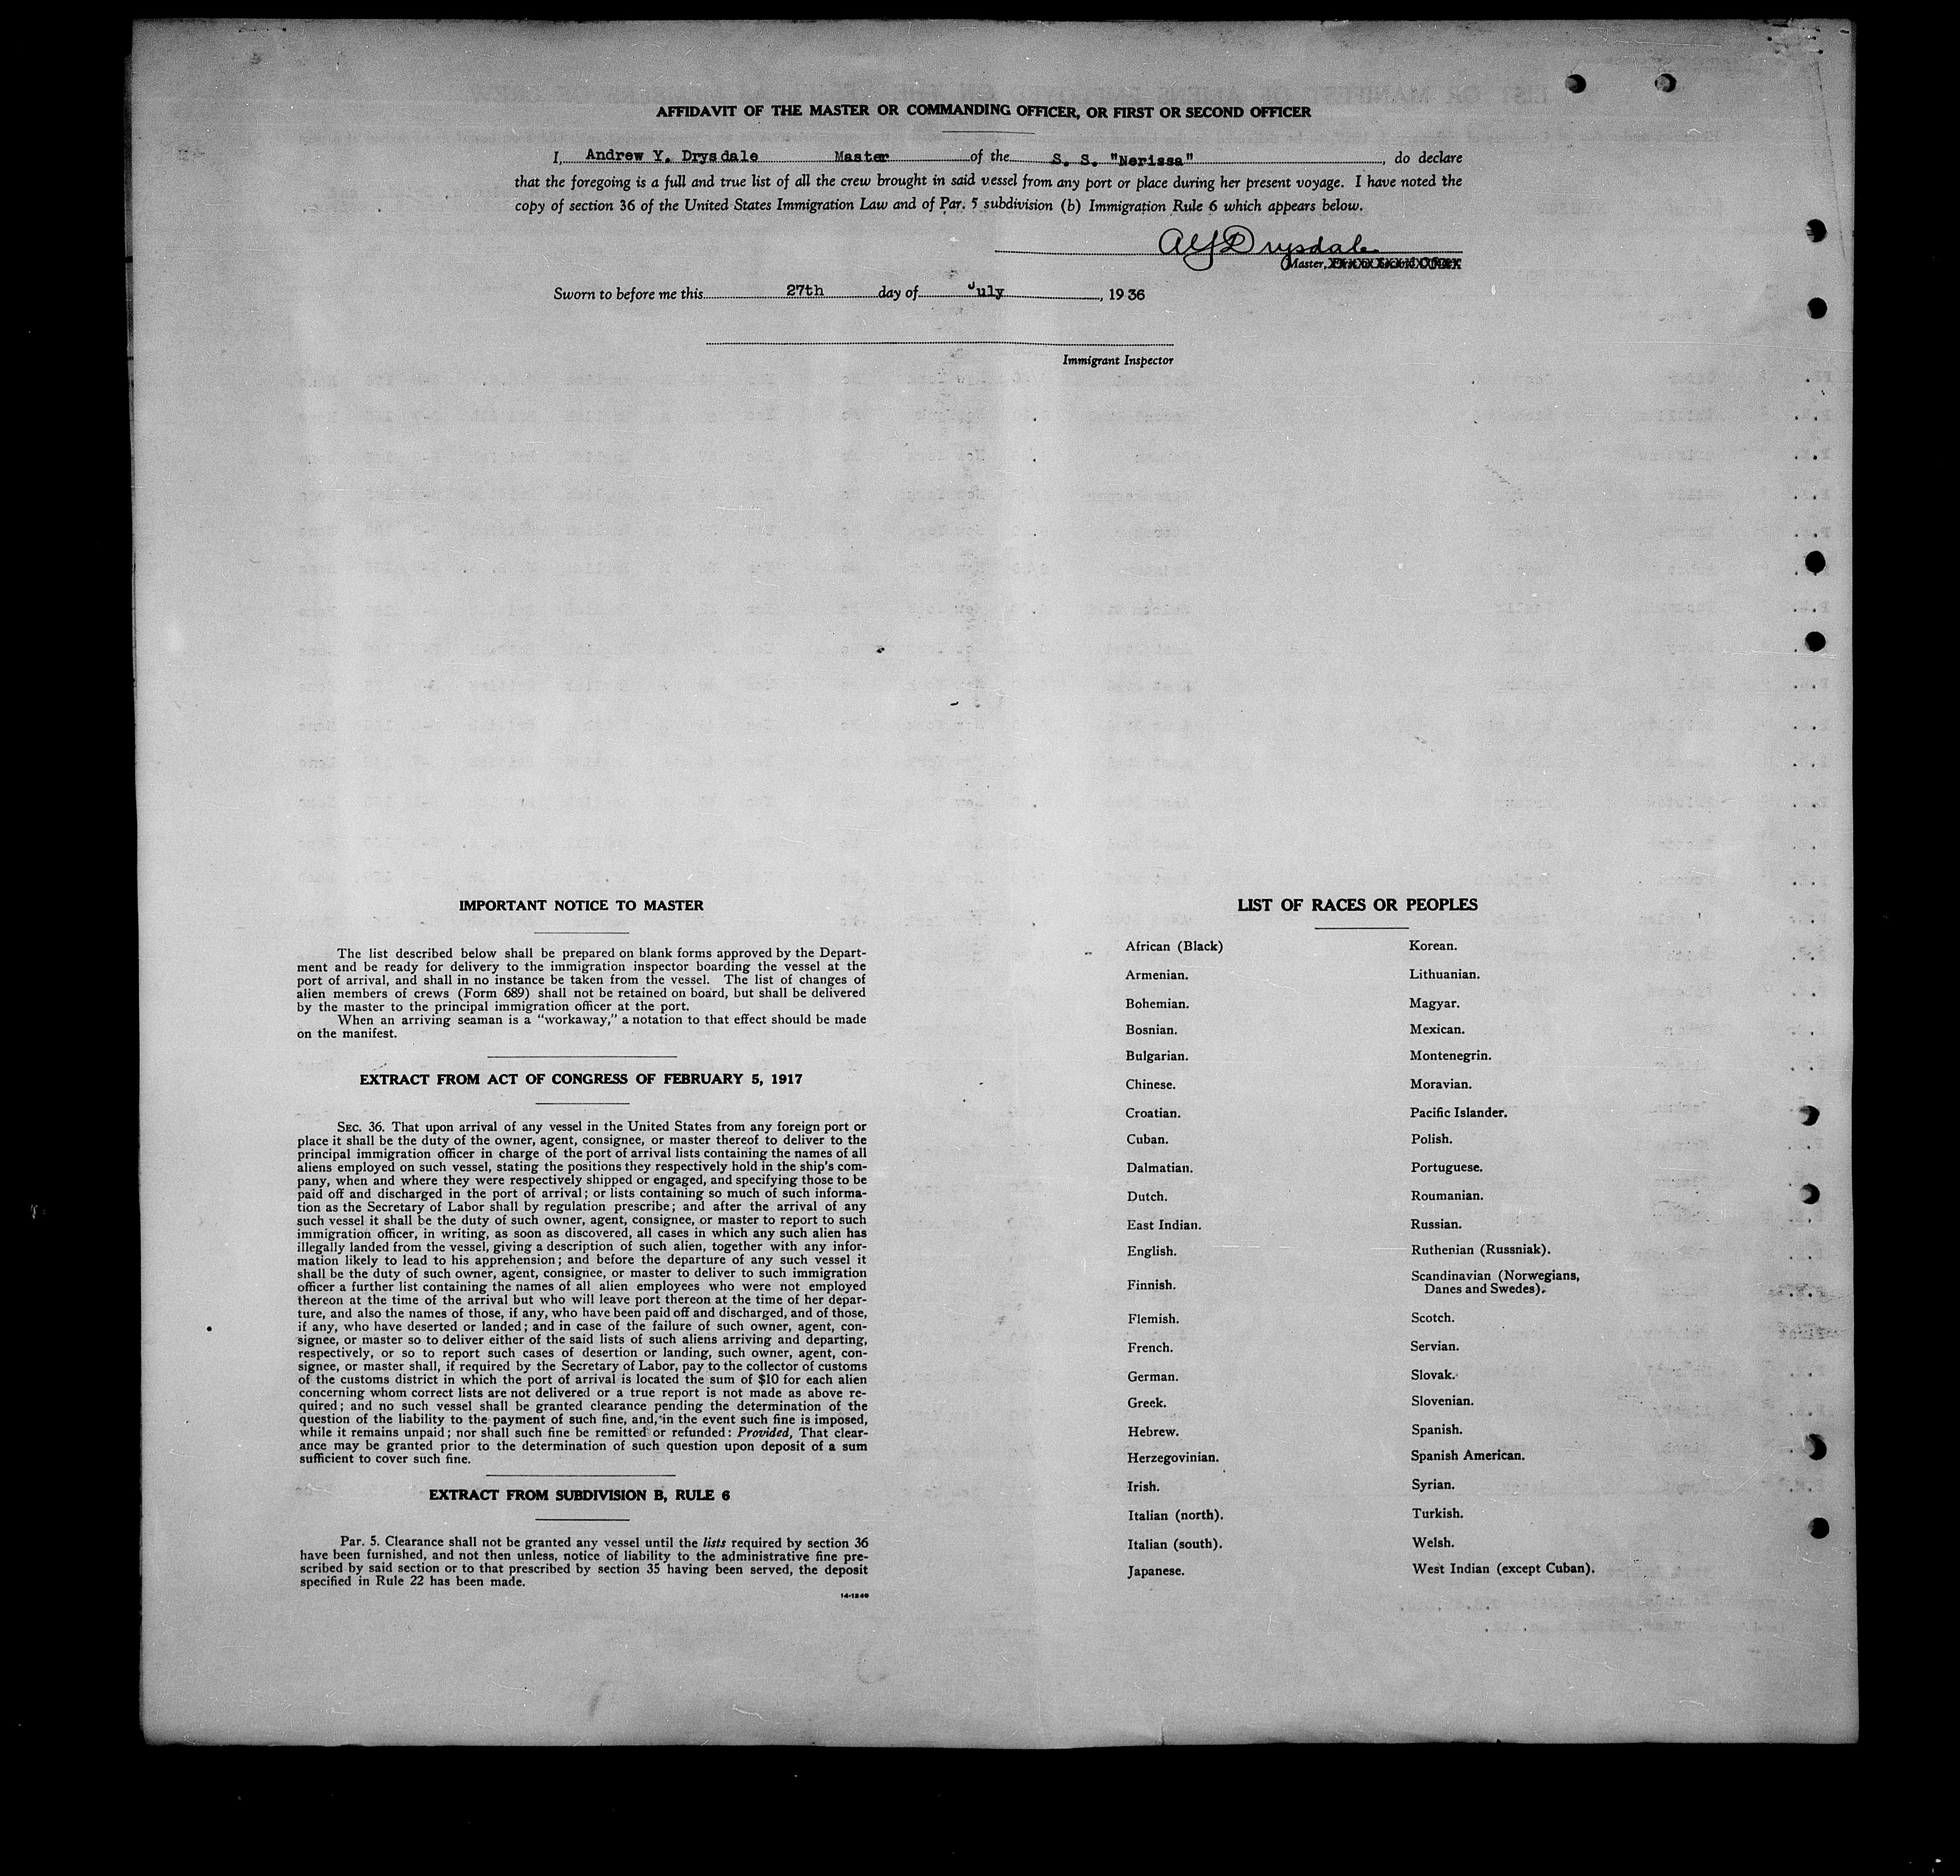 AFFIDAVIT OF THE MASTER OR COMMANDING OFFICER, OR FIRST OR SECOND OFFICER
I, Andrew Y. Drysdale Master of the S. S. "Nerissa", do declare
that the foregoing is a full and true list of all the crew brought in said vessel from any port or place during her present voyage. I have noted the
copy of section 36 of the United States Immigration Law and of Par. 5 subdivision (b) Immigration Rule 6 which appears below.
AYDrysdale
(Master,
Sworn to before me this 27th day of July, 1936
Immigrant Inspector
IMPORTANT NOTICE TO MASTER
The list described below shall be prepared on blank forms approved by the Depart-
ment and be ready for delivery to the immigration inspector boarding the vessel at the
port of arrival, and shall in no instance be taken from the vessel. The list of changes of
alien members of crews (Form 689) shall not be retained on board, but shall be delivered
by the master to the principal immigration officer at the port.
When an arriving seaman is a "workaway," a notation to that effect should be made
on the manifest.
EXTRACT FROM ACT OF CONGRESS OF FEBRUARY 5, 1917
SEC. 36. That upon arrival of any vessel in the United States from any foreign port or
place it shall be the duty of the owner, agent, consignee, or master thereof to deliver to the
principal immigration officer in charge of the port of arrival lists containing the names of all
aliens employed on such vessel, stating the positions they respectively hold in the ship's com-
pany, when and where they were respectively shipped or engaged, and specifying those to be
paid off and discharged in the port of arrival; or lists containing so much of such informa-
tion as the Secretary of Labor shall by regulation prescribe; and after the arrival of any
such vessel it shall be the duty of such owner, agent, consignee, or master to report to such
immigration officer, in writing, as soon as discovered, all cases in which any such alien has
illegally landed from the vessel, giving a description of such alien, together with any infor-
mation likely to lead to his apprehension; and before the departure of any such vessel it
shall be the duty of such owner, agent, consignee, or master to deliver to such immigration
officer a further list containing the names of all alien employees who were not employed
thereon at the time of the arrival but who will leave port thereon at the time of her depar-
ture, and also the names of those, if any, who have been paid off and discharged, and of those,
if any, who have deserted or landed; and in case of the failure of such owner, agent, con-
signee, or master so to deliver either of the said lists of such aliens arriving and departing,
respectively, or so to report such cases of desertion or landing, such owner, agent, con-
signee, or master shall, if required by the Secretary of Labor, pay to the collector of customs
of the customs district in which the port of arrival is located the sum of $10 for each alien
concerning whom correct lists are not delivered or a true report is not made as above re-
quired; and no such vessel shall be granted clearance pending the determination of the
question of the liability to the payment of such fine, and, in the event such fine is imposed,
while it remains unpaid; nor shall such fine be remitted or refunded: Provided, That clear-
ance may be granted prior to the determination of such question upon deposit of a sum
sufficient to cover such fine.
EXTRACT FROM SUBDIVISION B, RULE 6
Par. 5. Clearance shall not be granted any vessel until the lists required by section 36
have been furnished, and not then unless, notice of liability to the administrative fine pre-
scribed by said section or to that prescribed by section 35 having been served, the deposit
specified in Rule 22 has been made.
14-1240
LIST OF RACES OR PEOPLES
African (Black)
Armenian.
Bohemian.
Bosnian.
Bulgarian.
Chinese.
Croatian.
Cuban.
Dalmatian.
Dutch.
East Indian.
English.
Finnish.
Flemish.
French.
German.
Greek.
Hebrew.
Herzegovinian.
Irish.
Italian (north).
Italian (south).
Japanese.
Korean.
Lithuanian.
Magyar.
Mexican.
Montenegrin.
Moravian.
Pacific Islander.
Polish.
Portuguese.
Roumanian.
Russian.
Ruthenian (Russniak).
Scandinavian (Norwegians,
Danes and Swedes).
Scotch.
Servian.
Slovak.
Slovenian.
Spanish.
Spanish American.
Syrian.
Turkish.
Welsh.
West Indian (except Cuban).